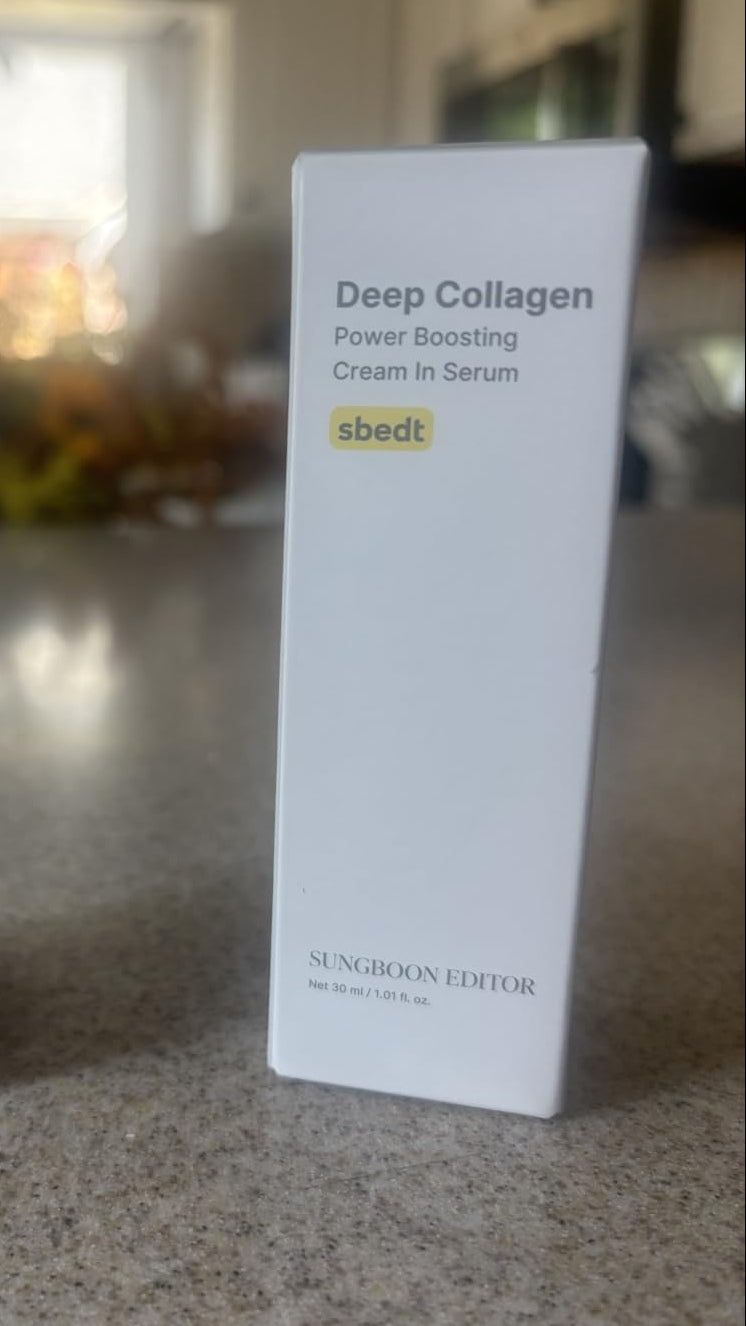 Deep Collagen
Power Boosting
Cream In Serum
sbedt
SUNGBOON EDITOR
Net 30 ml / 1.01 fl. oz.